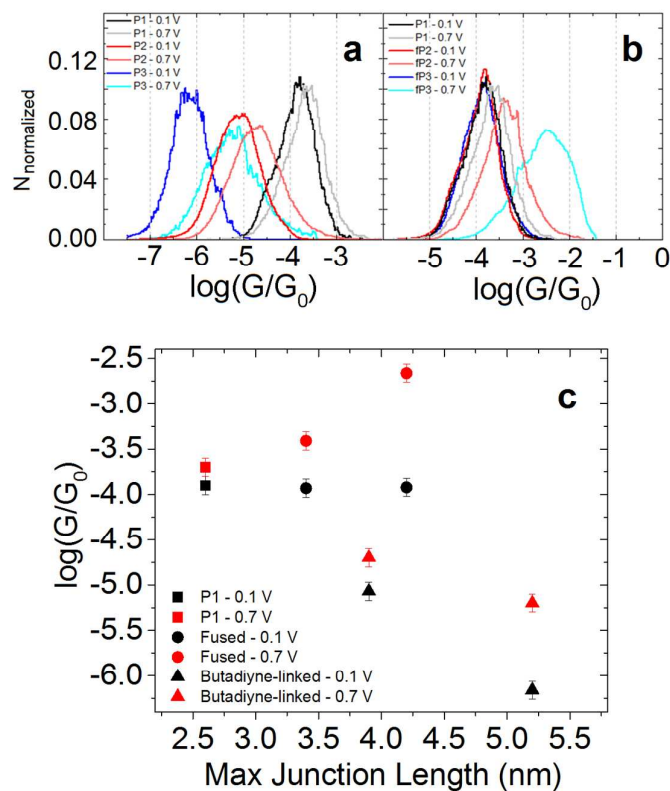 P1 - 0.1 V
P1 - 0.7 V
P2 - 0.1 V
P2 - 0.7 V
P3 - 0.1 V
P3 - 0.7 V
a
P1 - 0.1 V
P1 - 0.7 V
fP2 - 0.1 V
fP2 - 0.7 V
fP3 - 0.1 V
fP3 - 0.7 V
b
0.12
0.08
0.04
0.00
Nnormalized
-7 -6 -5 -4 -3
log(G/G0)
-5 -4 -3 -2 -1 0
log(G/G0)
c
-2.5
-3.0
-3.5
-4.0
-4.5
-5.0
-5.5
-6.0
log(G/G0)
P1 - 0.1 V
P1 - 0.7 V
Fused - 0.1 V
Fused - 0.7 V
Butadiyne-linked - 0.1 V
Butadiyne-linked - 0.7 V
2.5 3.0 3.5 4.0 4.5 5.0 5.5
Max Junction Length (nm)